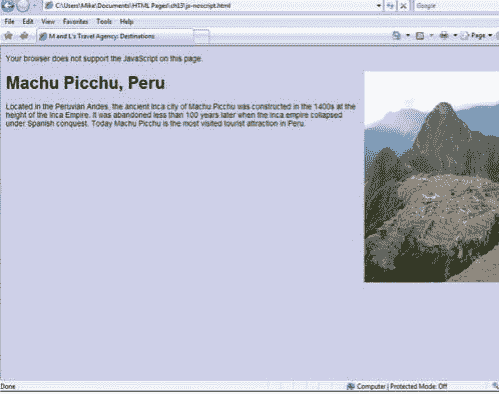 C:\Users\Mike\Documents\HTML Pages\ch13\js-noscript.html
Google
File Edit View Favorites Tools Help
M and L's Travel Agency: Destinations
Page
Your browser does not support the JavaScript on this page.
Machu Picchu, Peru
Located in the Peruvian Andes, the ancient Inca city of Machu Picchu was constructed in the 1400s at the
height of the Inca Empire. It was abandoned less than 100 years later when the Inca empire collapsed
under Spanish conquest. Today Machu Picchu is the most visited tourist attraction in Peru.
Done
Computer | Protected Mode: Off